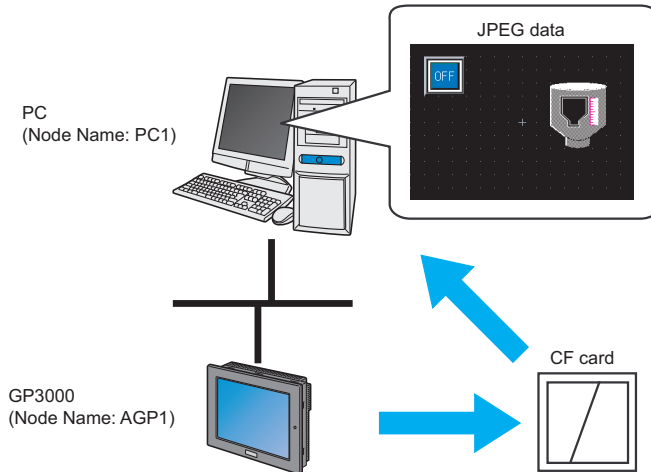 JPEG data
OFF
PC
(Node Name: PC1)
CF card
GP3000
(Node Name: AGP1)